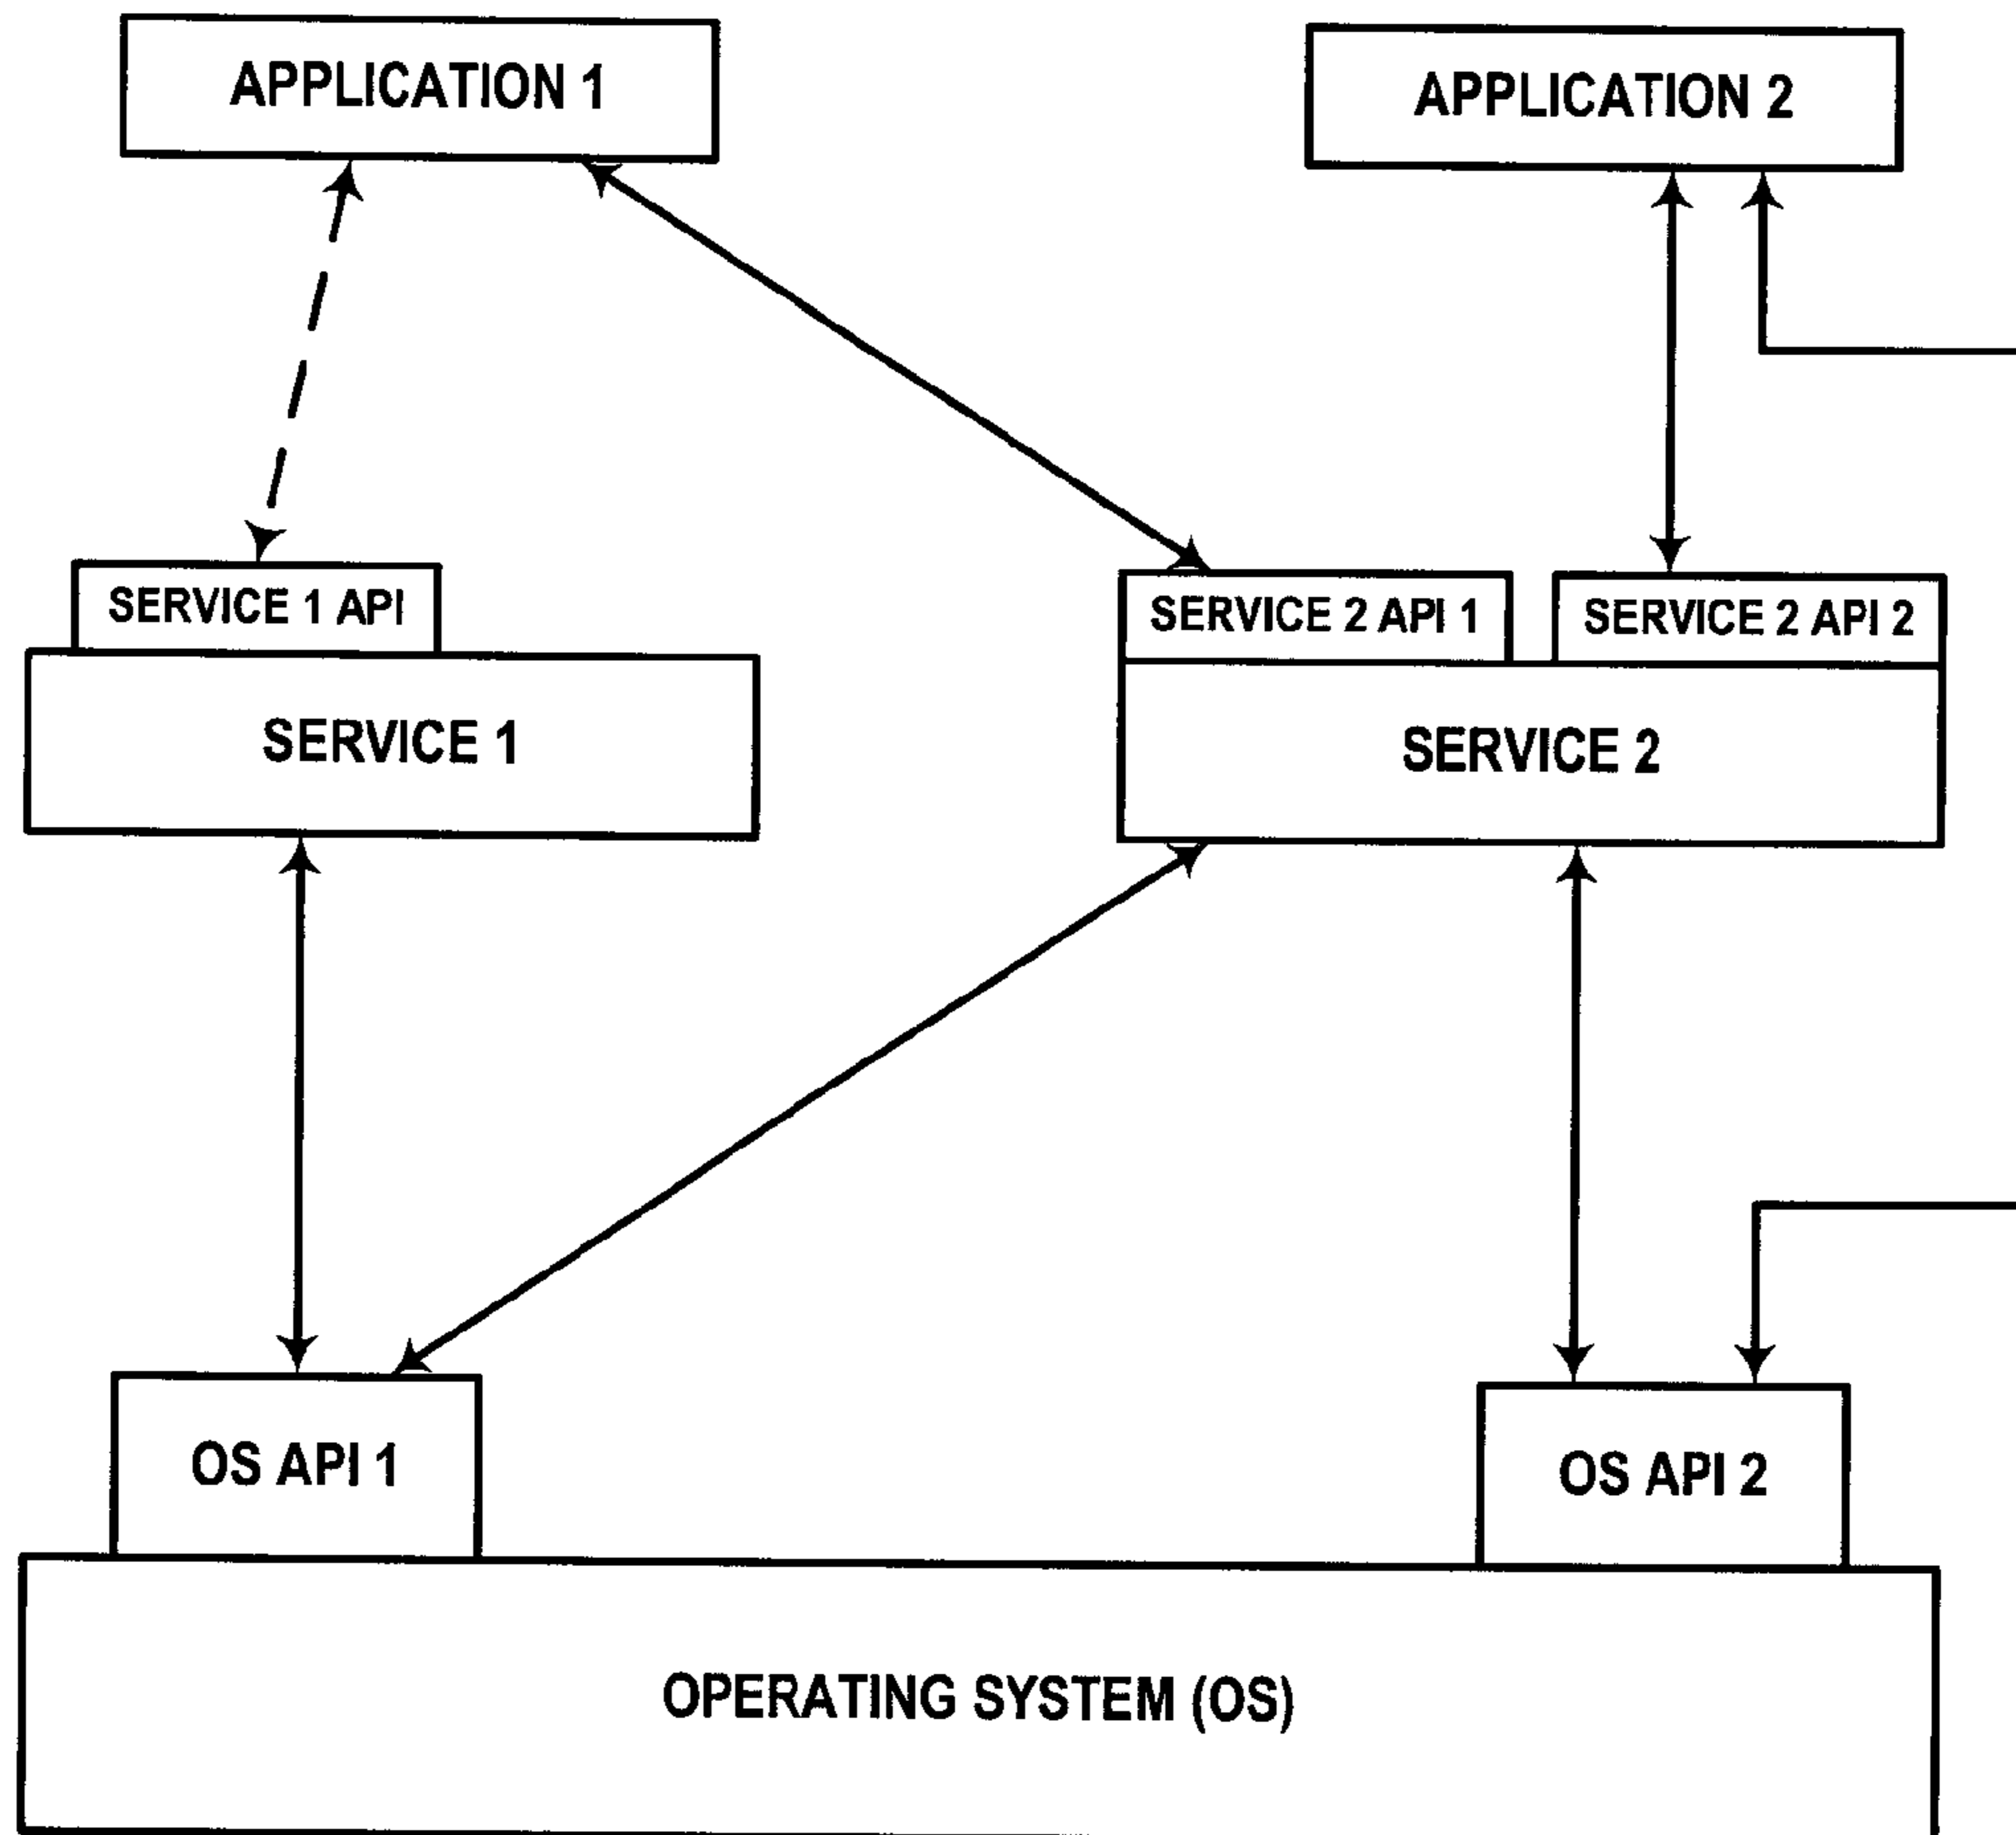 APPLICATION 1
APPLICATION 2
SERVICE 1 API
SERVICE 2 API 1
SERVICE 2 API 2
SERVICE 1
SERVICE 2
OS API 1
OS API 2
OPERATING SYSTEM (OS)